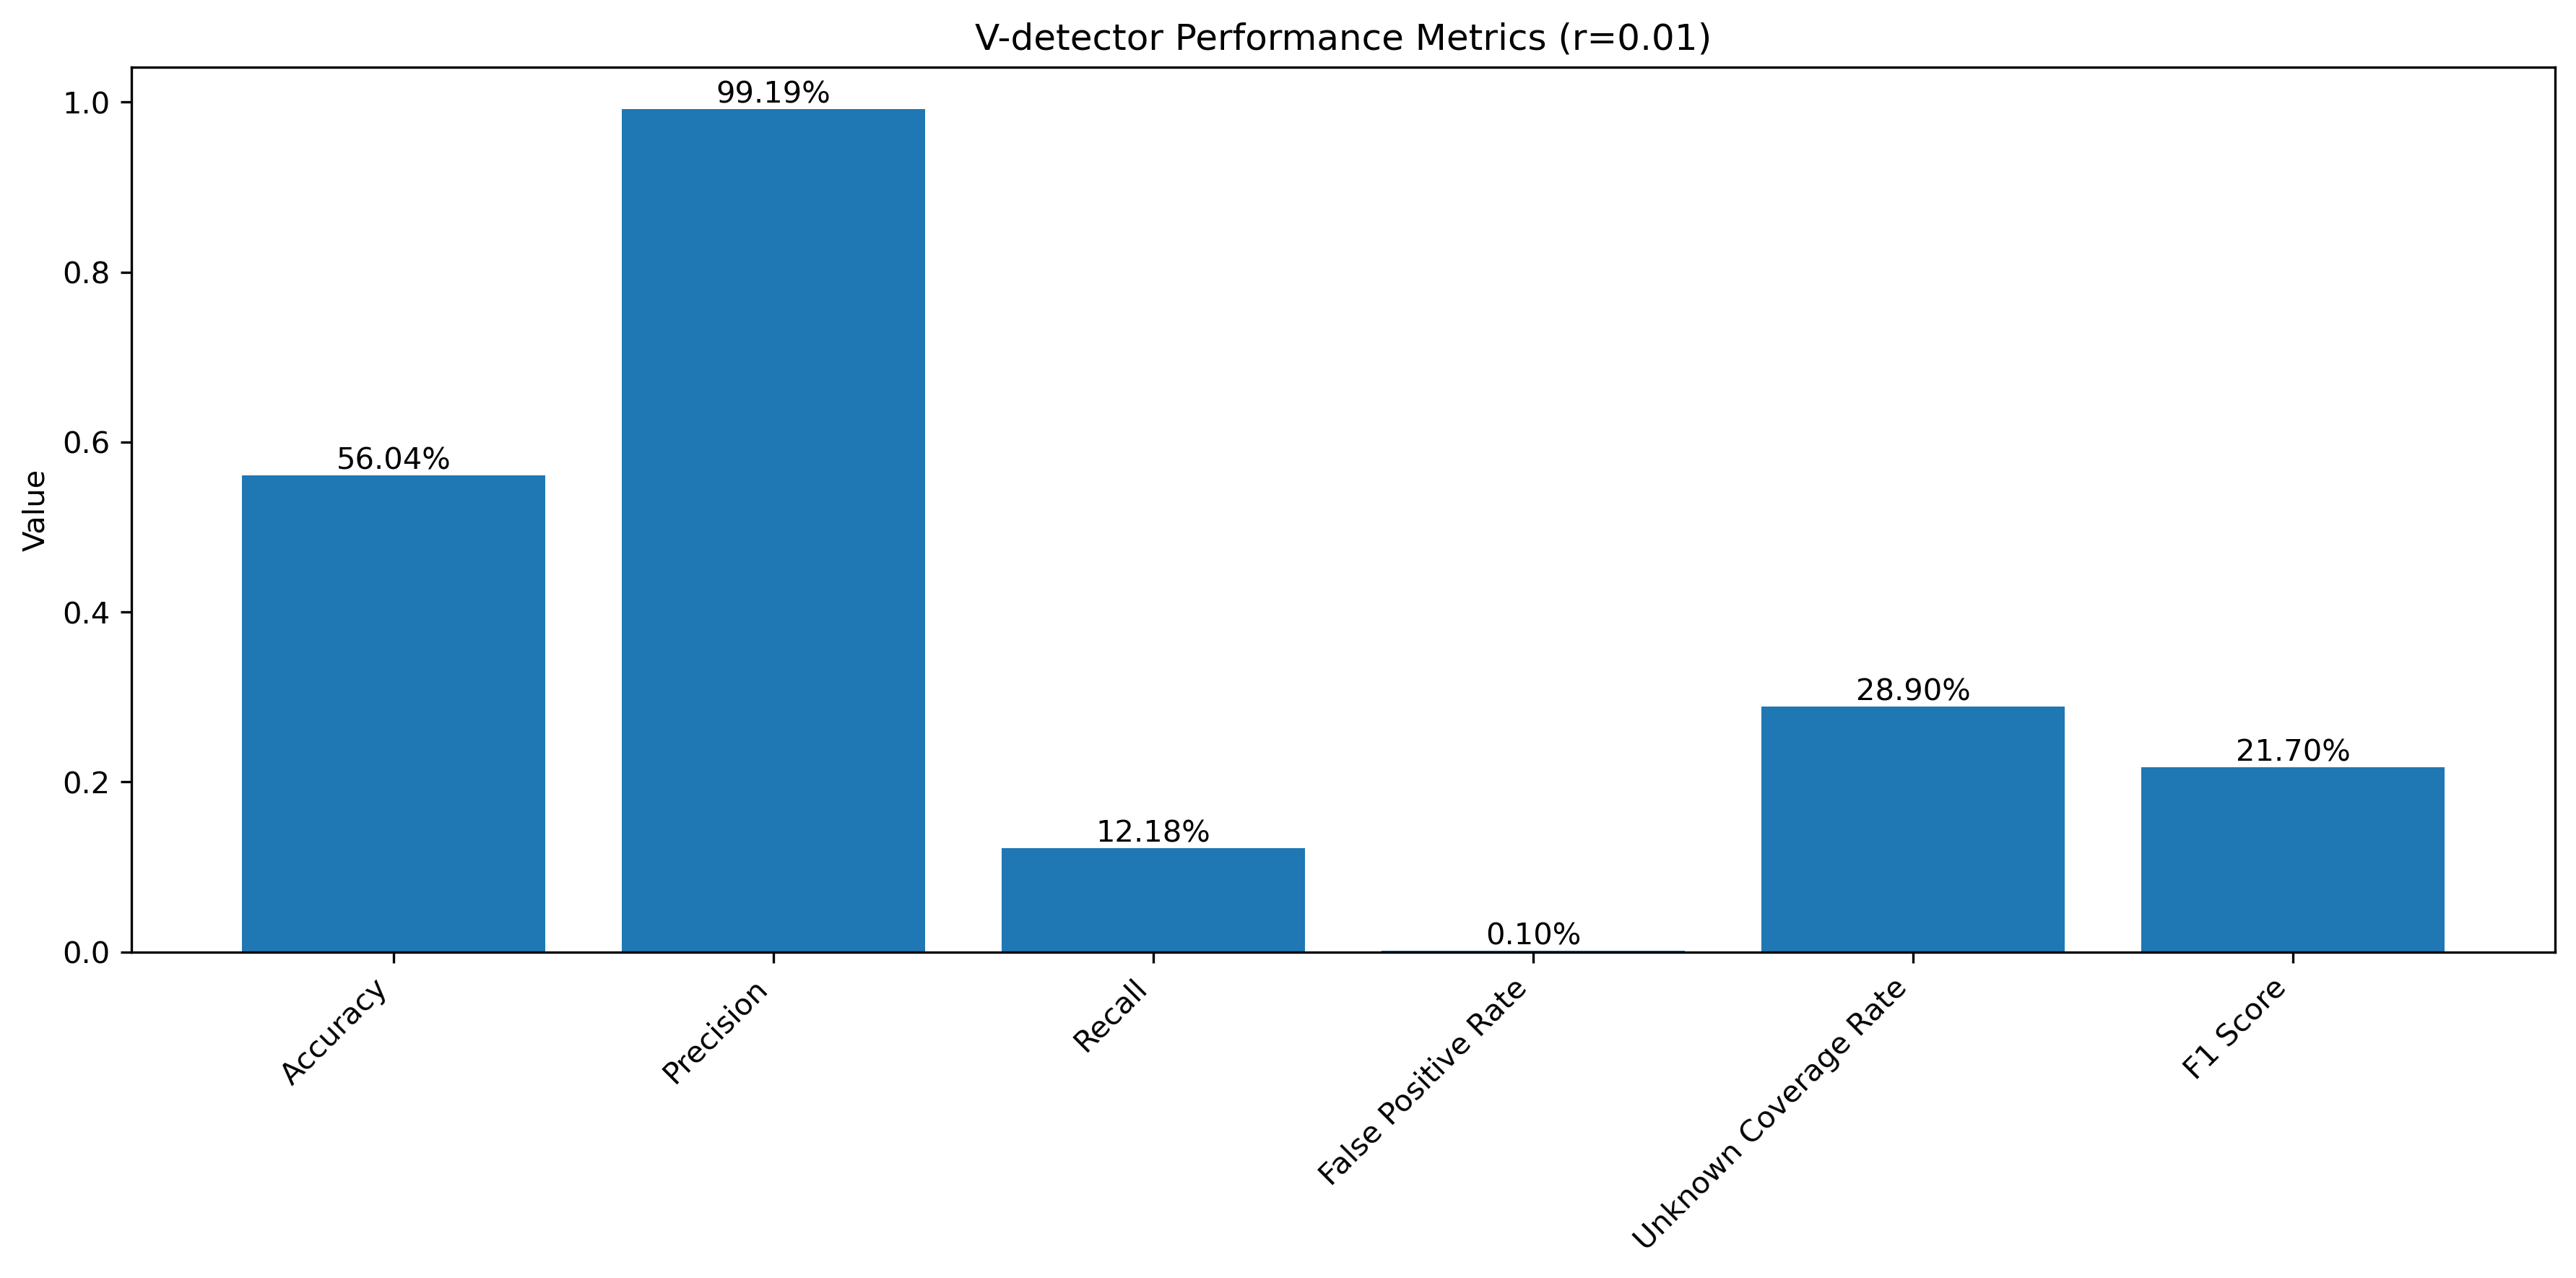 V-detector Performance Metrics (r=0.01)
1.0
0.8
0.6
0.4
0.2
0.0
Value
56.04%
99.19%
12.18%
0.10%
28.90%
21.70%
Accuracy
Precision
Recall
False Positive Rate
Unknown Coverage Rate
F1 Score